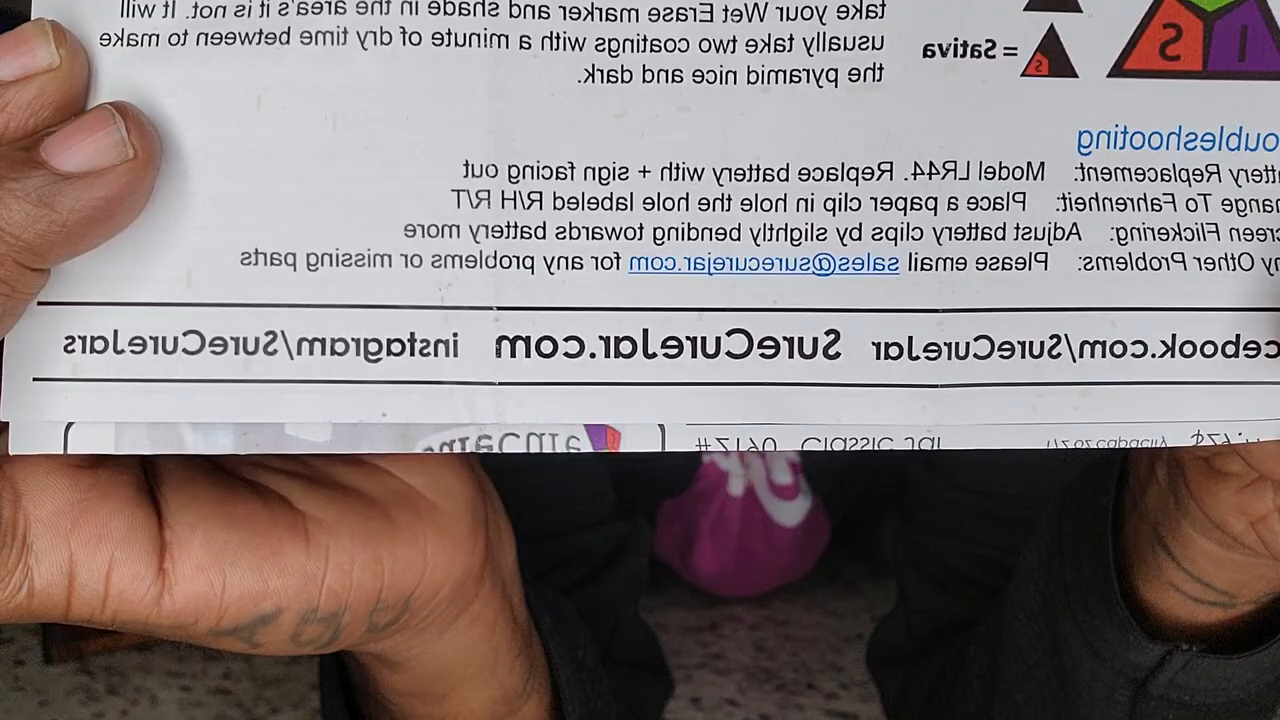 take your Wet Erase marker and shade in the area's it is not. It will
usually take two coatings with a minute of dry time between to make
the pyramid nice and dark.
= Sativa
S
S I
oubleshooting
ttery Replacement: Model LR44. Replace battery with + sign facing out
ange To Fahrenheit: Place a paper clip in hole the hole labeled R/H R/T
creen Flickering: Adjust battery clips by slightly bending towards battery more
ny Other Problems: Please email sales@surecurejar.com for any problems or missing parts
cebook.com/SureCureJar SureCureJar.com instagram/SureCureJars
Classic Jar